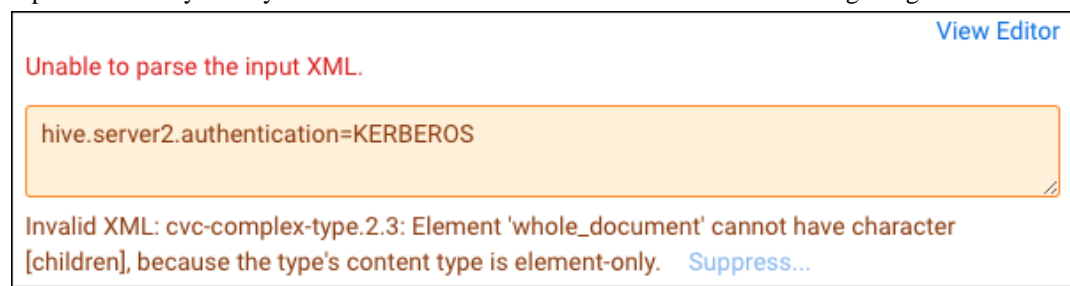 View Editor
Unable to parse the input XML.
hive.server2.authentication=KERBEROS
Invalid XML: cvc-complex-type.2.3: Element 'whole_document' cannot have character
[children], because the type's content type is element-only. Suppress...